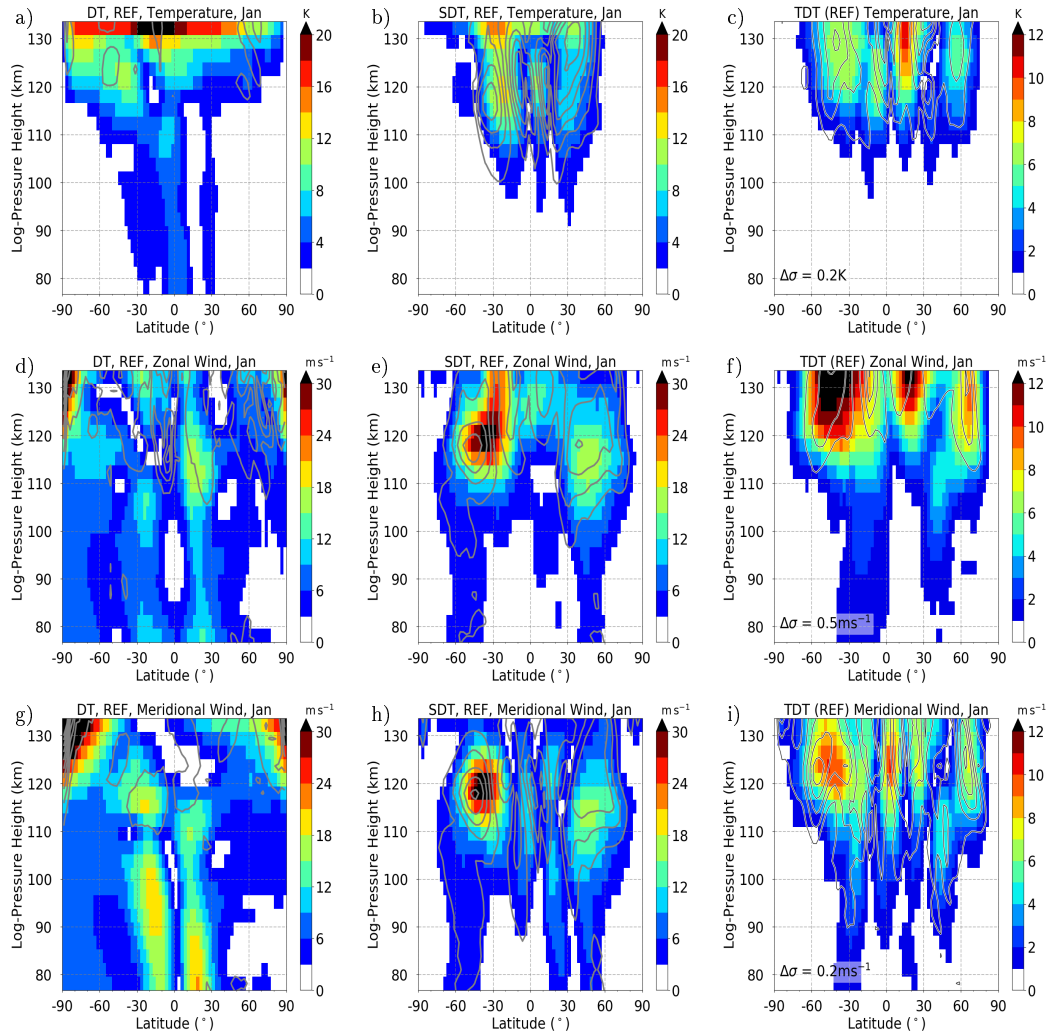 a) DT, REF, Temperature, Jan K
130
120
110
100
90
80
Log-Pressure Height (km)
-90 -60 -30 0 30 60 90
Latitude (°)
20
16
12
8
4
0
b) SDT, REF, Temperature, Jan K
130
120
110
100
90
80
Log-Pressure Height (km)
-90 -60 -30 0 30 60 90
Latitude (°)
20
16
12
8
4
0
c) TDT (REF) Temperature, Jan K
130
120
110
100
90
80
Log-Pressure Height (km)
Δσ = 0.2K
-90 -60 -30 0 30 60 90
Latitude (°)
12
10
8
6
4
2
0
d) DT, REF, Zonal Wind, Jan m s⁻¹
130
120
110
100
90
80
Log-Pressure Height (km)
-90 -60 -30 0 30 60 90
Latitude (°)
30
24
18
12
6
0
e) SDT, REF, Zonal Wind, Jan m s⁻¹
130
120
110
100
90
80
Log-Pressure Height (km)
-90 -60 -30 0 30 60 90
Latitude (°)
30
24
18
12
6
0
f) TDT (REF) Zonal Wind, Jan m s⁻¹
130
120
110
100
90
80
Log-Pressure Height (km)
Δσ = 0.5ms⁻¹
-90 -60 -30 0 30 60 90
Latitude (°)
12
10
8
6
4
2
0
g) DT, REF, Meridional Wind, Jan m s⁻¹
130
120
110
100
90
80
Log-Pressure Height (km)
-90 -60 -30 0 30 60 90
Latitude (°)
30
24
18
12
6
0
h) SDT, REF, Meridional Wind, Jan m s⁻¹
130
120
110
100
90
80
Log-Pressure Height (km)
-90 -60 -30 0 30 60 90
Latitude (°)
30
24
18
12
6
0
i) TDT (REF) Meridional Wind, Jan m s⁻¹
130
120
110
100
90
80
Log-Pressure Height (km)
Δσ = 0.2ms⁻¹
-90 -60 -30 0 30 60 90
Latitude (°)
12
10
8
6
4
2
0